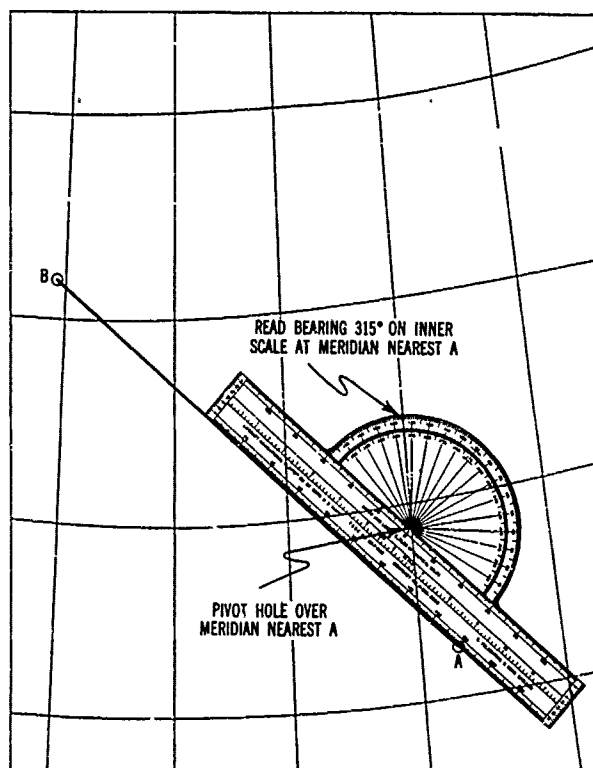 B
READ BEARING 315° ON INNER
SCALE AT MERIDIAN NEAREST A
PIVOT HOLE OVER
MERIDIAN NEAREST A
A